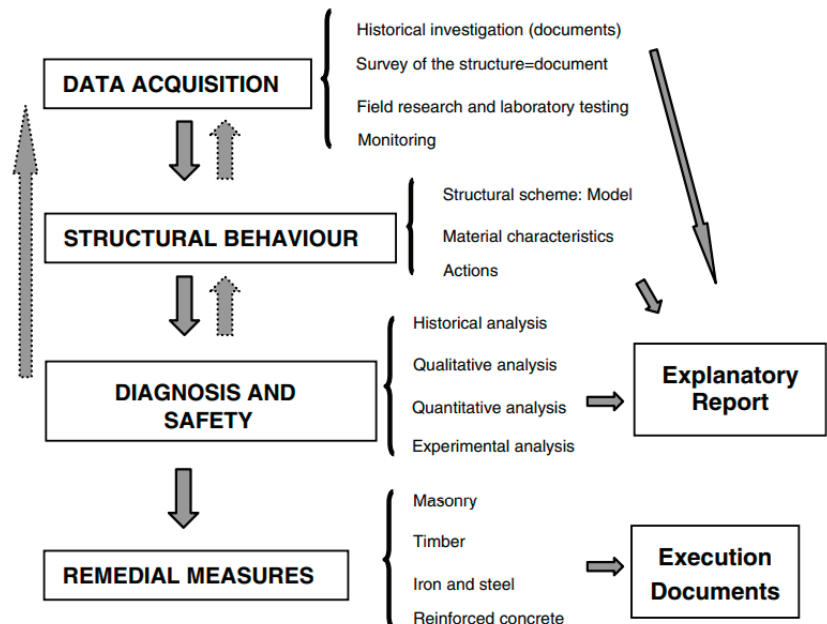 DATA ACQUISITION
Historical investigation (documents)
Survey of the structure=document
Field research and laboratory testing
Monitoring
STRUCTURAL BEHAVIOUR
Structural scheme: Model
Material characteristics
Actions
DIAGNOSIS AND
SAFETY
Historical analysis
Qualitative analysis
Quantitative analysis
Experimental analysis
Explanatory
Report
REMEDIAL MEASURES
Masonry
Timber
Iron and steel
Reinforced concrete
Execution
Documents